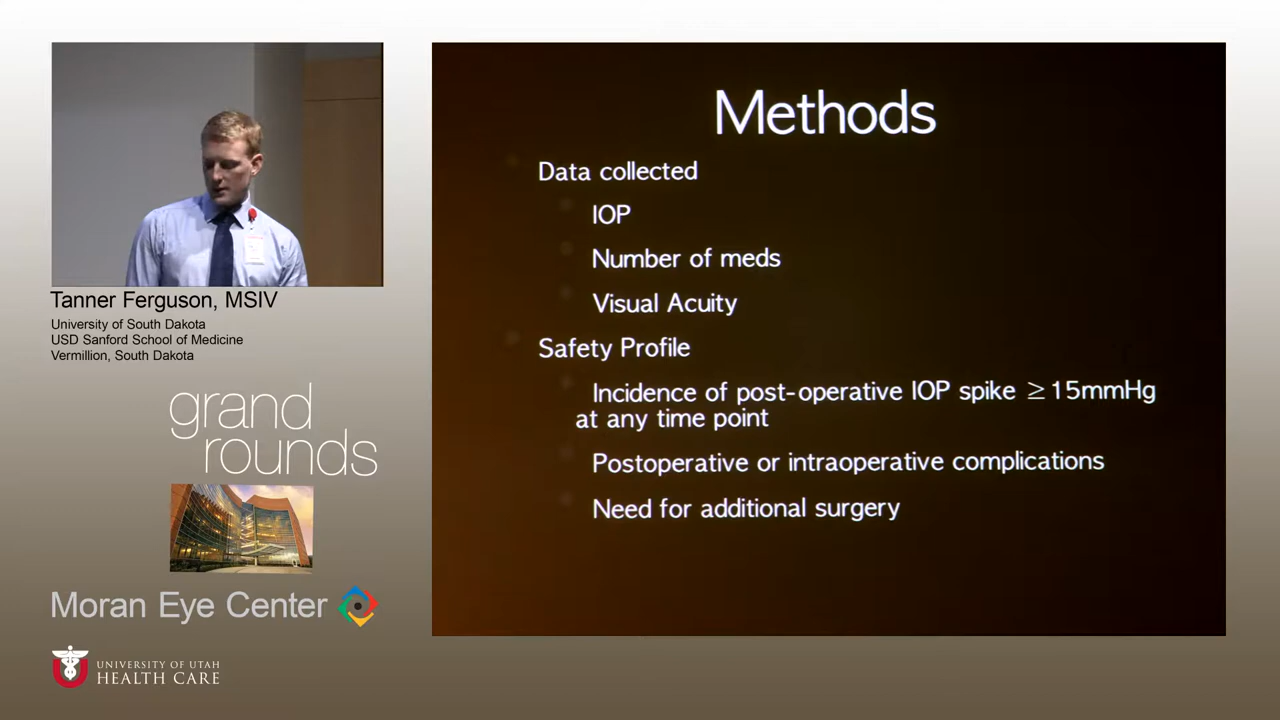 Tanner Ferguson, MSIV
University of South Dakota
USD Sanford School of Medicine
Vermillion, South Dakota
grand
rounds
Moran Eye Center
UNIVERSITY OF UTAH
HEALTH CARE
Methods
Data collected
IOP
Number of meds
Visual Acuity
Safety Profile
Incidence of post-operative IOP spike ≥15mmHg
at any time point
Postoperative or intraoperative complications
Need for additional surgery